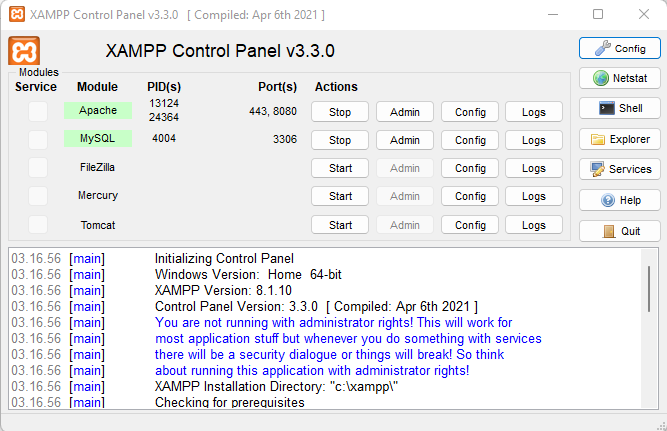 XAMPP Control Panel v3.3.0 [ Compiled: Apr 6th 2021 ]
XAMPP Control Panel v3.3.0
Config
Modules
Service Module PID(s) Port(s) Actions
Netstat
Apache 13124 443, 8080 Stop Admin Config Logs
24364
Shell
MySQL 4004 3306 Stop Admin Config Logs
Explorer
FileZilla Start Admin Config Logs
Services
Mercury Start Admin Config Logs
Help
Tomcat Start Admin Config Logs
Quit
03.16.56 [main] Initializing Control Panel
03.16.56 [main] Windows Version: Home 64-bit
03.16.56 [main] XAMPP Version: 8.1.10
03.16.56 [main] Control Panel Version: 3.3.0 [ Compiled: Apr 6th 2021 ]
03.16.56 [main] You are not running with administrator rights! This will work for
03.16.56 [main] most application stuff but whenever you do something with services
03.16.56 [main] there will be a security dialogue or things will break! So think
03.16.56 [main] about running this application with administrator rights!
03.16.56 [main] XAMPP Installation Directory: "c:\xampp\"
03.16.56 [main] Checking for prerequisites